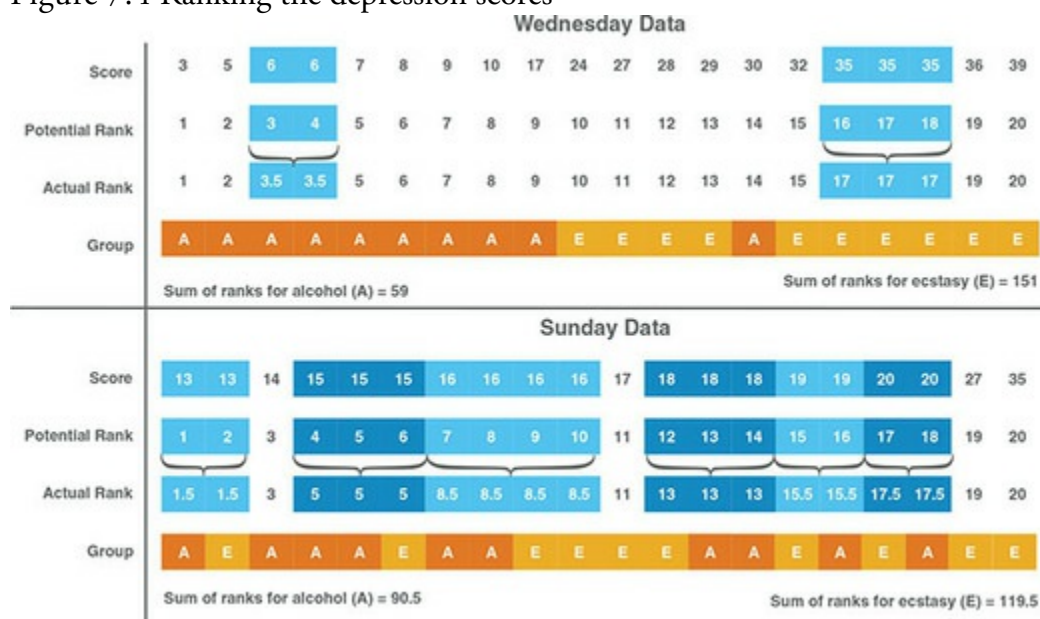 Figure 7.4 Ranking the depression scores
Wednesday Data
Score 3 5 6 6 7 8 9 10 17 24 27 28 29 30 32 35 35 35 36 39
Potential Rank 1 2 3 4 5 6 7 8 9 10 11 12 13 14 15 16 17 18 19 20
Actual Rank 1 2 3.5 3.5 5 6 7 8 9 10 11 12 13 14 15 17 17 17 19 20
Group A A A A A A A A A E E E E A E E E E E E
Sum of ranks for alcohol (A) = 59 Sum of ranks for ecstasy (E) = 151
Sunday Data
Score 13 13 14 15 15 15 16 16 16 16 17 18 18 18 19 19 20 20 27 35
Potential Rank 1 2 3 4 5 6 7 8 9 10 11 12 13 14 15 16 17 18 19 20
Actual Rank 1.5 1.5 3 5 5 5 8.5 8.5 8.5 8.5 11 13 13 13 15.5 15.5 17.5 17.5 19 20
Group A E A A A E A A E E E E A A E A E A E E
Sum of ranks for alcohol (A) = 90.5 Sum of ranks for ecstasy (E) = 119.5